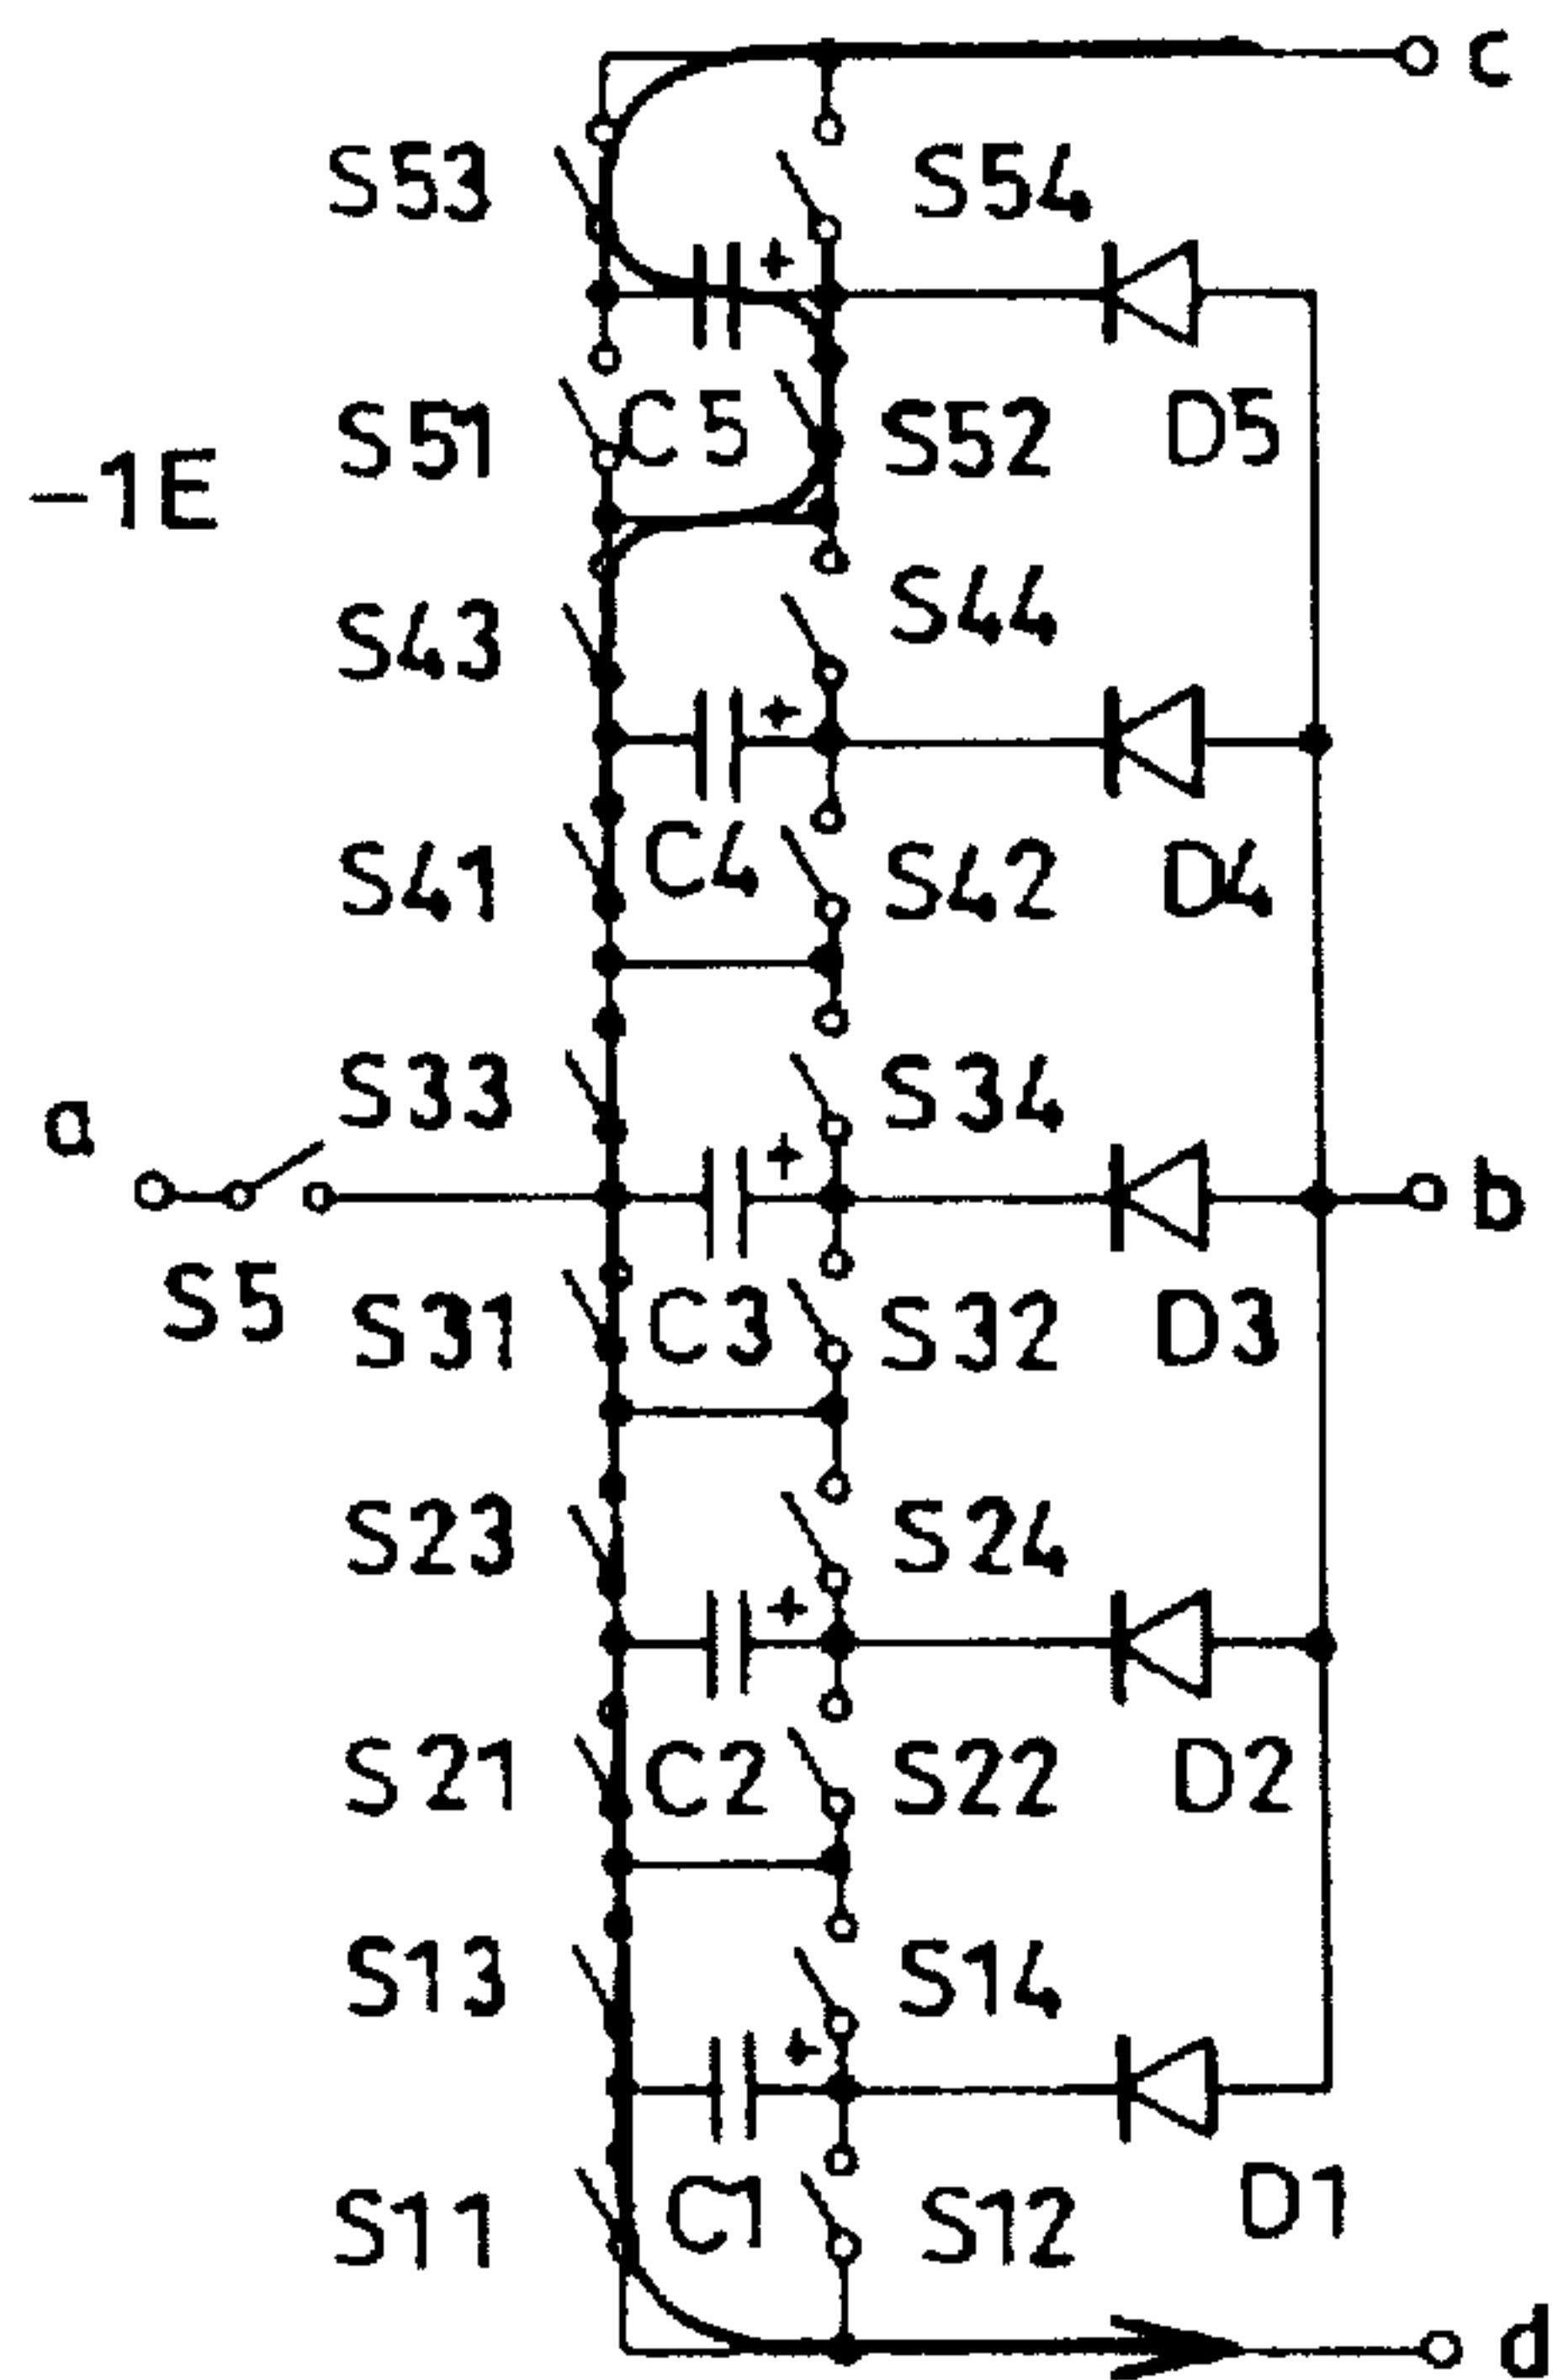 c
S53 S54
S51 C5 S52 D5
-1E
S43 S44
S41 C4 S42 D4
S33 S34
a
b
S5 S31 C3 S32 D3
S23 S24
S21 C2 S22 D2
S13 S14
S11 C1 S12 D1
d